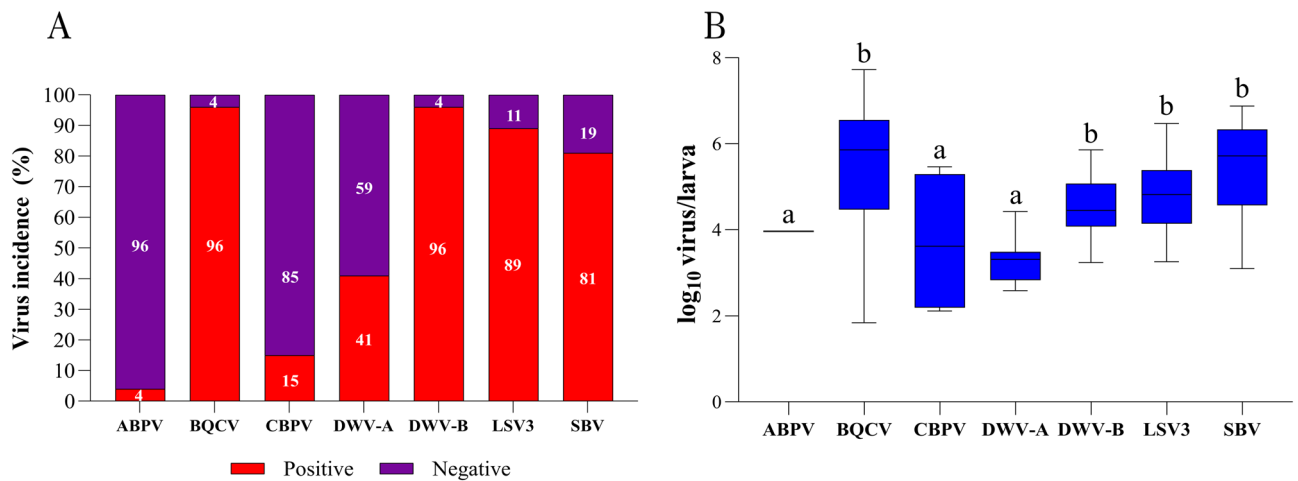 A
Virus incidence (%)
100
90
80
70
60
50
40
30
20
10
0
4 4 11 19
59
96 96 85 96 89 81
41
15
4
ABPV BQCV CBPV DWV-A DWV-B LSV3 SBV
Positive Negative
B
log10 virus/larva
8
6
4
2
0
a b a a b b b
ABPV BQCV CBPV DWV-A DWV-B LSV3 SBV